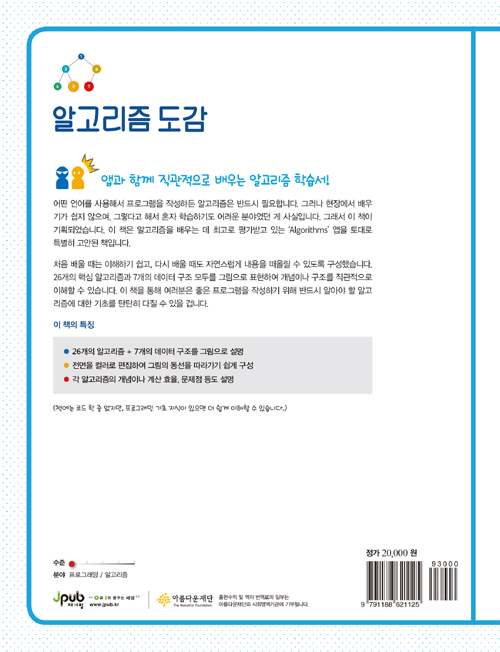 알고리즘 도감
앱과 함께 직관적으로 배우는 알고리즘 학습서!
어떤 언어를 사용해서 프로그램을 작성하든 알고리즘은 반드시 필요합니다. 그러나 현장에서 배우
기가 쉽지 않으며, 그렇다고 해서 혼자 학습하기도 어려운 분야였던 게 사실입니다. 그래서 이 책이
기획되었습니다. 이 책은 알고리즘을 배우는 데 최고로 평가받고 있는 'Algorithms' 앱을 토대로
특별히 고안된 책입니다.
처음 배울 때는 이해하기 쉽고, 다시 배울 때도 자연스럽게 내용을 떠올릴 수 있도록 구성했습니다.
26개의 핵심 알고리즘과 7개의 데이터 구조 모두를 그림으로 표현하여 개념이나 구조를 직관적으로
이해할 수 있습니다. 이 책을 통해 여러분은 좋은 프로그램을 작성하기 위해 반드시 알아야 할 알고
리즘에 대한 기초를 탄탄히 다질 수 있을 겁니다.
이 책의 특징
26개의 알고리즘 + 7개의 데이터 구조를 그림으로 설명
전면을 컬러로 편집하여 그림의 동선을 따라가기 쉽게 구성
각 알고리즘의 개념이나 계산 효율, 문제점 등도 설명
(책에는 코드 한 줄 없지만, 프로그래밍 기초 지식이 있으면 더 쉽게 이해할 수 있습니다.)
수준
분야 프로그래밍 / 알고리즘
정가 20,000 원
93000
9 791188 621125
Jpub
제이펍
www.jpub.kr
아름다운재단
The Beautiful Foundation
출판수익 및 역자 번역료의 일부는
아름다운재단의 사회영역기금에 기부됩니다.